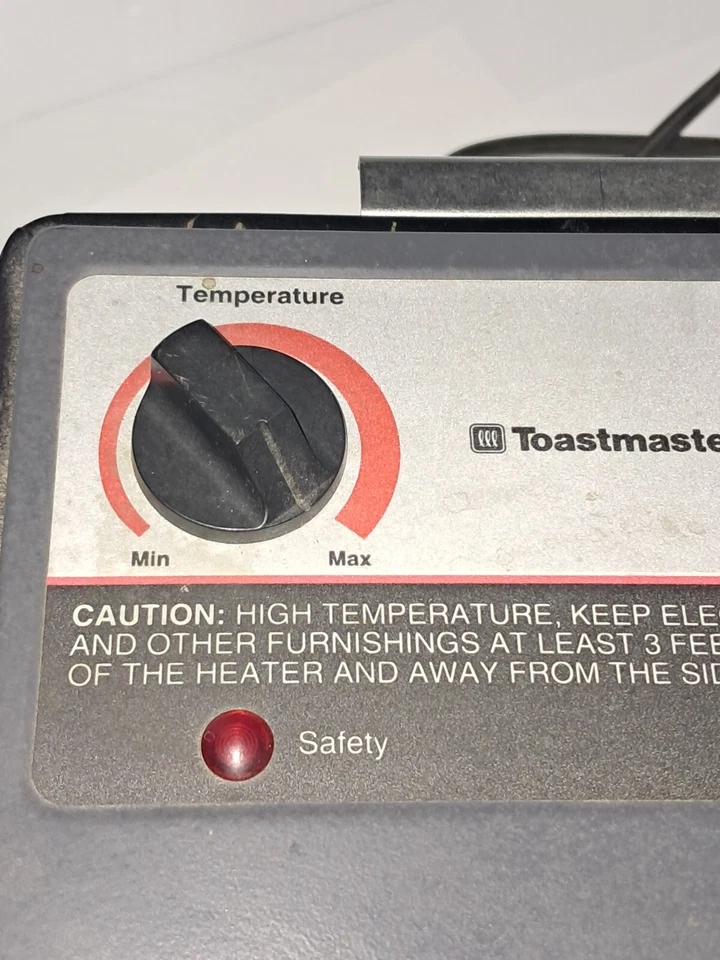 Temperature
Toastmaste
Min Max
CAUTION: HIGH TEMPERATURE, KEEP ELE
AND OTHER FURNISHINGS AT LEAST 3 FEE
OF THE HEATER AND AWAY FROM THE SID
Safety